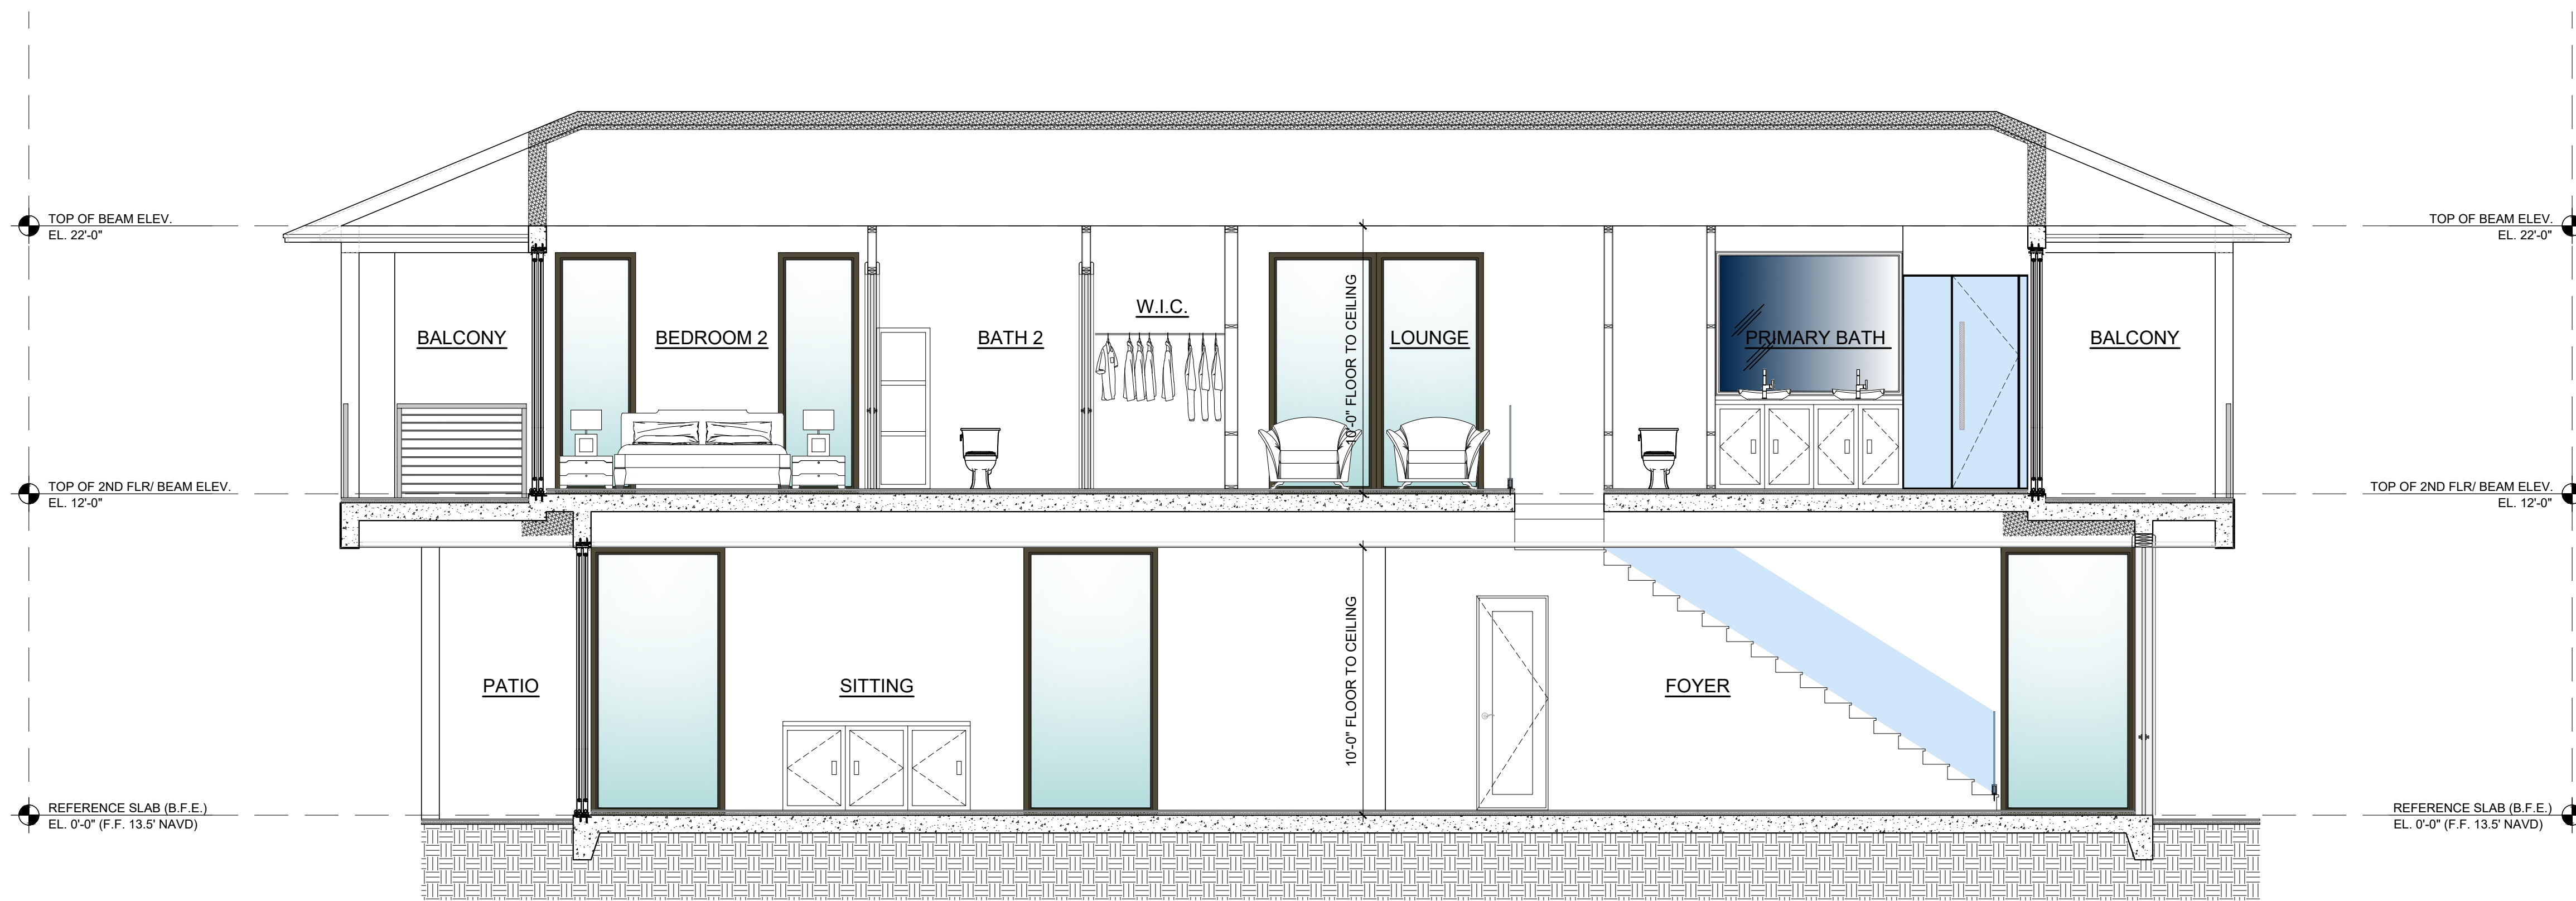 TOP OF BEAM ELEV.
EL. 22'-0"
TOP OF BEAM ELEV.
EL. 22'-0"
W.I.C.
BALCONY
BEDROOM 2
BATH 2
10'-0" FLOOR TO CEILING
LOUNGE
PRIMARY BATH
BALCONY
TOP OF 2ND FLR/ BEAM ELEV.
EL. 12'-0"
TOP OF 2ND FLR/ BEAM ELEV.
EL. 12'-0"
PATIO
SITTING
10'-0" FLOOR TO CEILING
FOYER
REFERENCE SLAB (B.F.E.)
EL. 0'-0" (F.F. 13.5' NAVD)
REFERENCE SLAB (B.F.E.)
EL. 0'-0" (F.F. 13.5' NAVD)